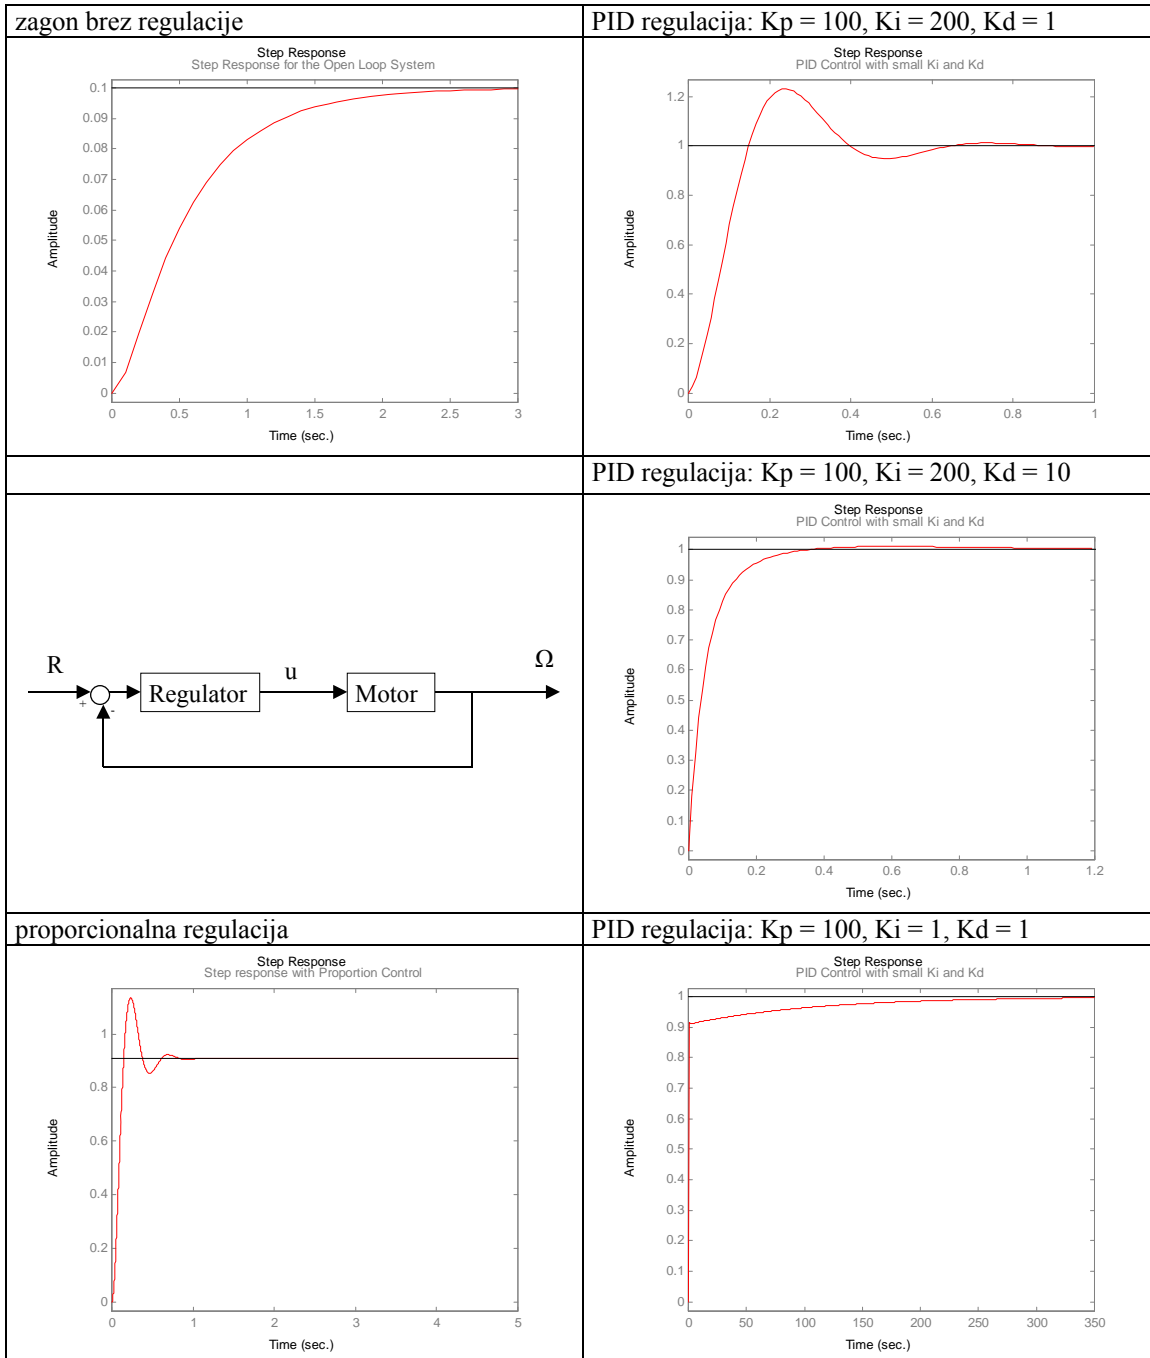 zagon brez regulacije
PID regulacija: Kp = 100, Ki = 200, Kd = 1
Step Response
Step Response for the Open Loop System
0.1
0.09
0.08
0.07
0.06
0.05
0.04
0.03
0.02
0.01
0
Amplitude
0 0.5 1 1.5 2 2.5 3
Time (sec.)
Step Response
PID Control with small Ki and Kd
1.2
1
0.8
0.6
0.4
0.2
0
Amplitude
0 0.2 0.4 0.6 0.8 1
Time (sec.)
PID regulacija: Kp = 100, Ki = 200, Kd = 10
R
+
-
Regulator
u
Motor
Ω
Step Response
PID Control with small Ki and Kd
1
0.9
0.8
0.7
0.6
0.5
0.4
0.3
0.2
0.1
0
Amplitude
0 0.2 0.4 0.6 0.8 1 1.2
Time (sec.)
proporcionalna regulacija
PID regulacija: Kp = 100, Ki = 1, Kd = 1
Step Response
Step response with Proportion Control
1
0.8
0.6
0.4
0.2
0
Amplitude
0 1 2 3 4 5
Time (sec.)
Step Response
PID Control with small Ki and Kd
1
0.9
0.8
0.7
0.6
0.5
0.4
0.3
0.2
0.1
0
Amplitude
0 50 100 150 200 250 300 350
Time (sec.)